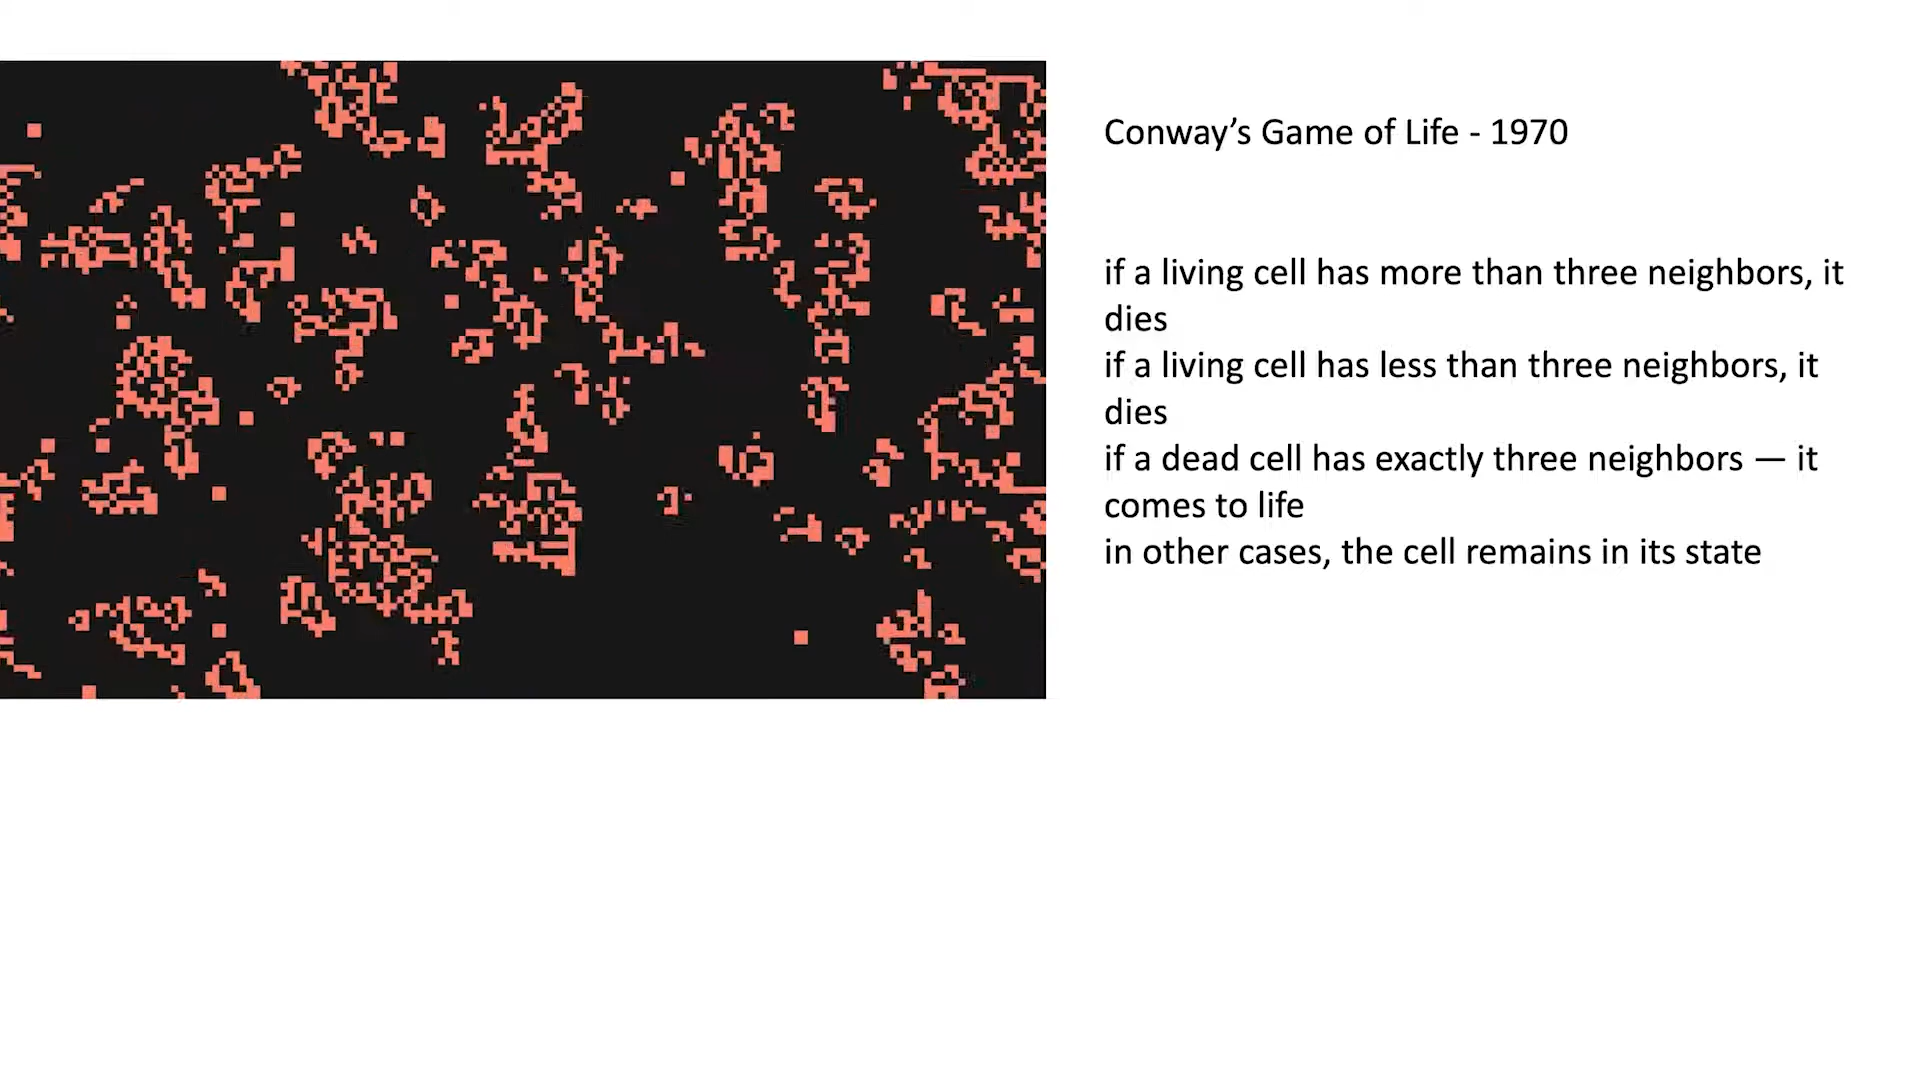 Conway’s Game of Life - 1970
if a living cell has more than three neighbors, it
dies
if a living cell has less than three neighbors, it
dies
if a dead cell has exactly three neighbors — it
comes to life
in other cases, the cell remains in its state